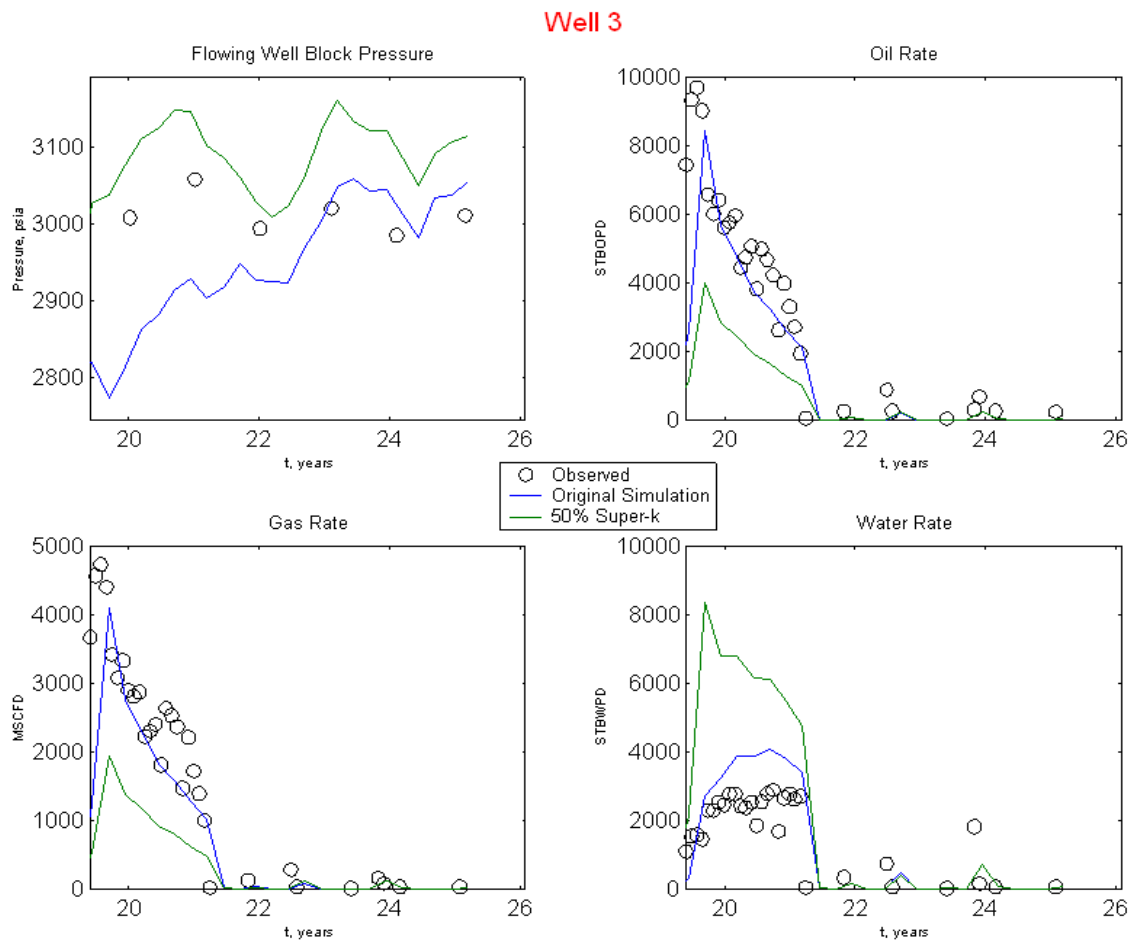 Well 3
Flowing Well Block Pressure
3100
3000
2900
2800
Pressure, psia
20 22 24 26
t, years
Oil Rate
10000
8000
6000
4000
2000
0
STBOPD
20 22 24 26
t, years
Observed
Original Simulation
50% Super-k
Gas Rate
5000
4000
3000
2000
1000
0
MSCFD
20 22 24 26
t, years
Water Rate
10000
8000
6000
4000
2000
0
STBWPD
20 22 24 26
t, years